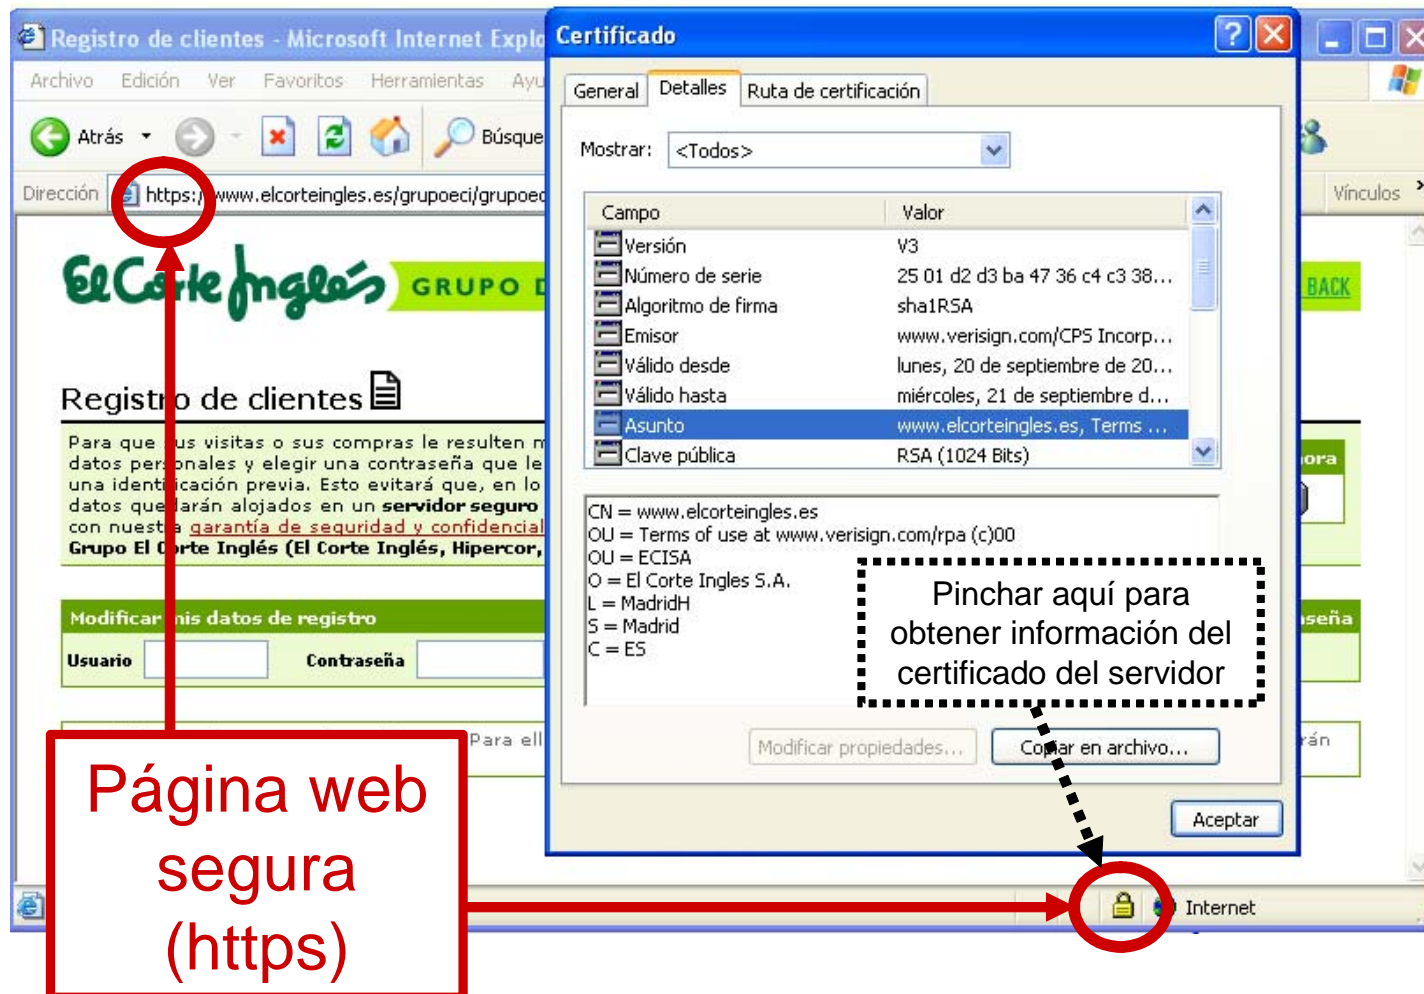 Registro de clientes - Microsoft Internet Explo
Archivo Edición Ver Favoritos Herramientas Ayu
Atrás Búsque
Dirección https://www.elcorteingles.es/grupoeci/grupoec
Vínculos
El Corte Inglés GRUPO D
BACK
Registro de clientes
Para que sus visitas o sus compras le resulten m
datos personales y elegir una contraseña que le
una identificación previa. Esto evitará que, en lo
datos quedarán alojados en un servidor seguro
con nuestra garantía de seguridad y confidencial
Grupo El Corte Inglés (El Corte Inglés, Hipercor,
ora
Modificar mis datos de registro
aseña
Usuario Contraseña
Para ell
rán
Internet
Certificado
General Detalles Ruta de certificación
Mostrar: <Todos>
Campo Valor
Versión V3
Número de serie 25 01 d2 d3 ba 47 36 c4 c3 38...
Algoritmo de firma sha1RSA
Emisor www.verisign.com/CPS Incorp...
Válido desde lunes, 20 de septiembre de 20...
Válido hasta miércoles, 21 de septiembre d...
Asunto www.elcorteingles.es, Terms ...
Clave pública RSA (1024 Bits)
CN = www.elcorteingles.es
OU = Terms of use at www.verisign.com/rpa (c)00
OU = ECISA
O = El Corte Ingles S.A.
L = MadridH
S = Madrid
C = ES
Modificar propiedades... Copiar en archivo...
Aceptar
Pinchar aquí para
obtener información del
certificado del servidor
Página web
segura
(https)